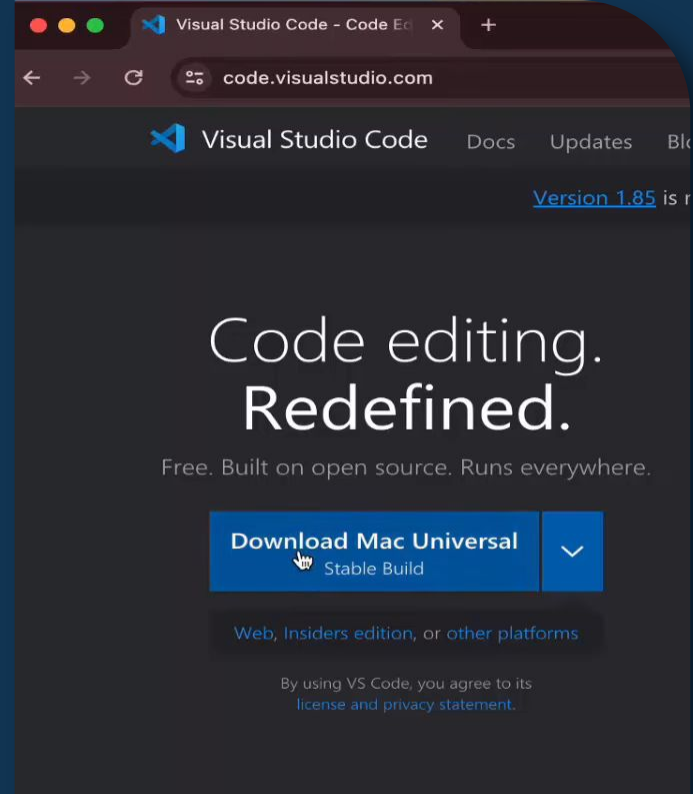 Visual Studio Code - Code Ed
code.visualstudio.com
Visual Studio Code Docs Updates
Version 1.85 is
Code editing.
Redefined.
Free. Built on open source. Runs everywhere.
Download Mac Universal
Stable Build
Web, Insiders edition, or other platforms
By using VS Code, you agree to its
license and privacy statement.